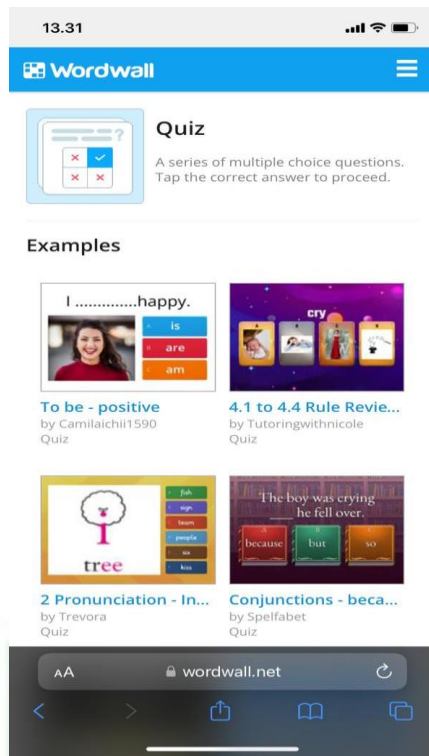 13.31
Wordwall
Quiz
A series of multiple choice questions.
Tap the correct answer to proceed.
Examples
I ..............happy.
A is
B are
C am
To be - positive
by Camilaichii1590
Quiz
cry
A B C D
4.1 to 4.4 Rule Revie...
by Tutoringwithnicole
Quiz
tree
fish
sign
team
people
six
kiss
2 Pronunciation - In...
by Trevora
Quiz
The boy was crying
____ he fell over.
A B C
because but so
Conjunctions - beca...
by Spelfabet
Quiz
AA wordwall.net